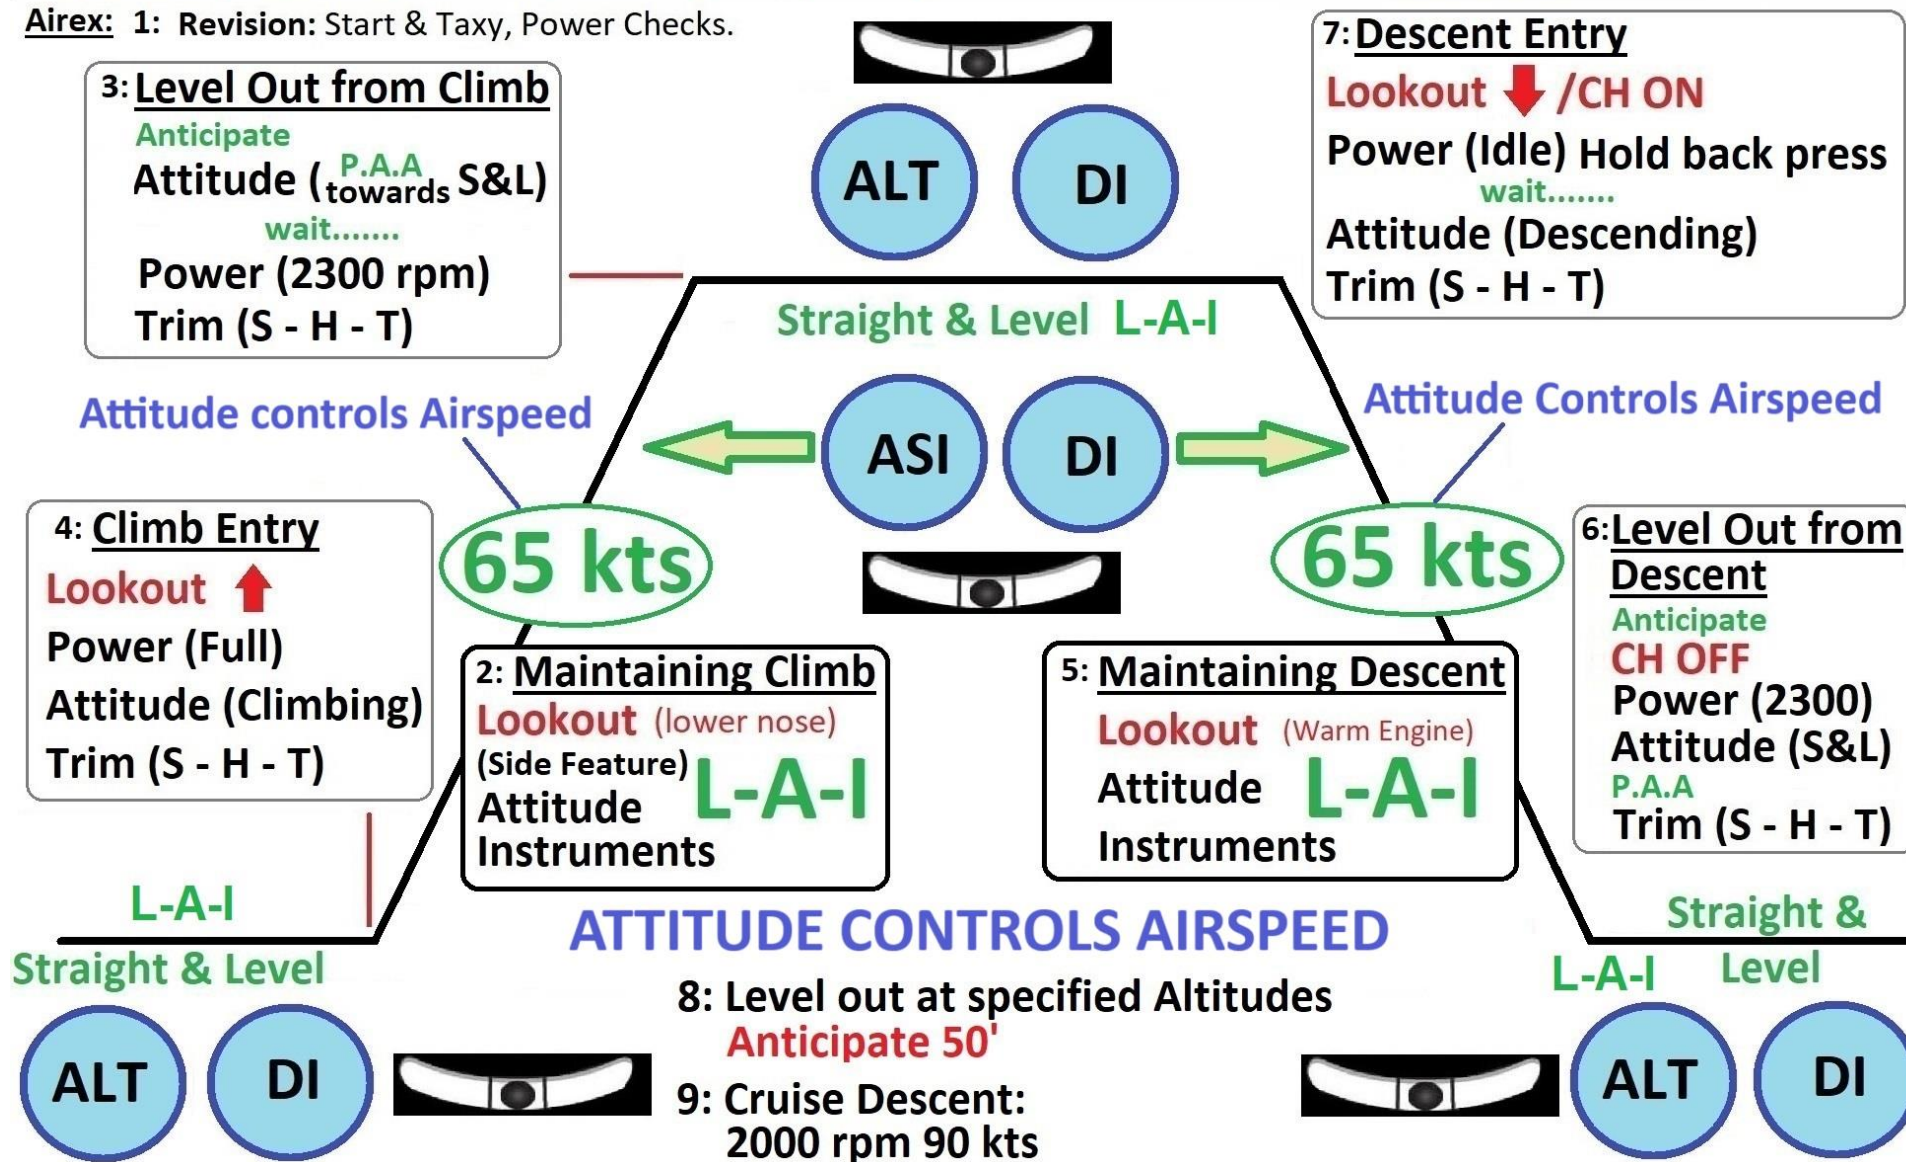 Airex: 1: Revision: Start & Taxy, Power Checks.
3: Level Out from Climb
Anticipate
Attitude (P.A.A towards S&L)
wait.......
Power (2300 rpm)
Trim (S - H - T)
ALT
DI
7: Descent Entry
Lookout /CH ON
Power (Idle) Hold back press
wait.......
Attitude (Descending)
Trim (S - H - T)
Straight & Level L-A-I
Attitude controls Airspeed
ASI
DI
Attitude Controls Airspeed
4: Climb Entry
Lookout
Power (Full)
Attitude (Climbing)
Trim (S - H - T)
65 kts
65 kts
6: Level Out from
Descent
Anticipate
CH OFF
Power (2300)
Attitude (S&L)
P.A.A
Trim (S - H - T)
2: Maintaining Climb
Lookout (lower nose)
(Side Feature)
Attitude
Instruments
L-A-I
5: Maintaining Descent
Lookout (Warm Engine)
Attitude
Instruments
L-A-I
L-A-I
Straight & Level
ALT
DI
ATTITUDE CONTROLS AIRSPEED
8: Level out at specified Altitudes
Anticipate 50'
9: Cruise Descent:
2000 rpm 90 kts
Straight &
Level
L-A-I
ALT
DI